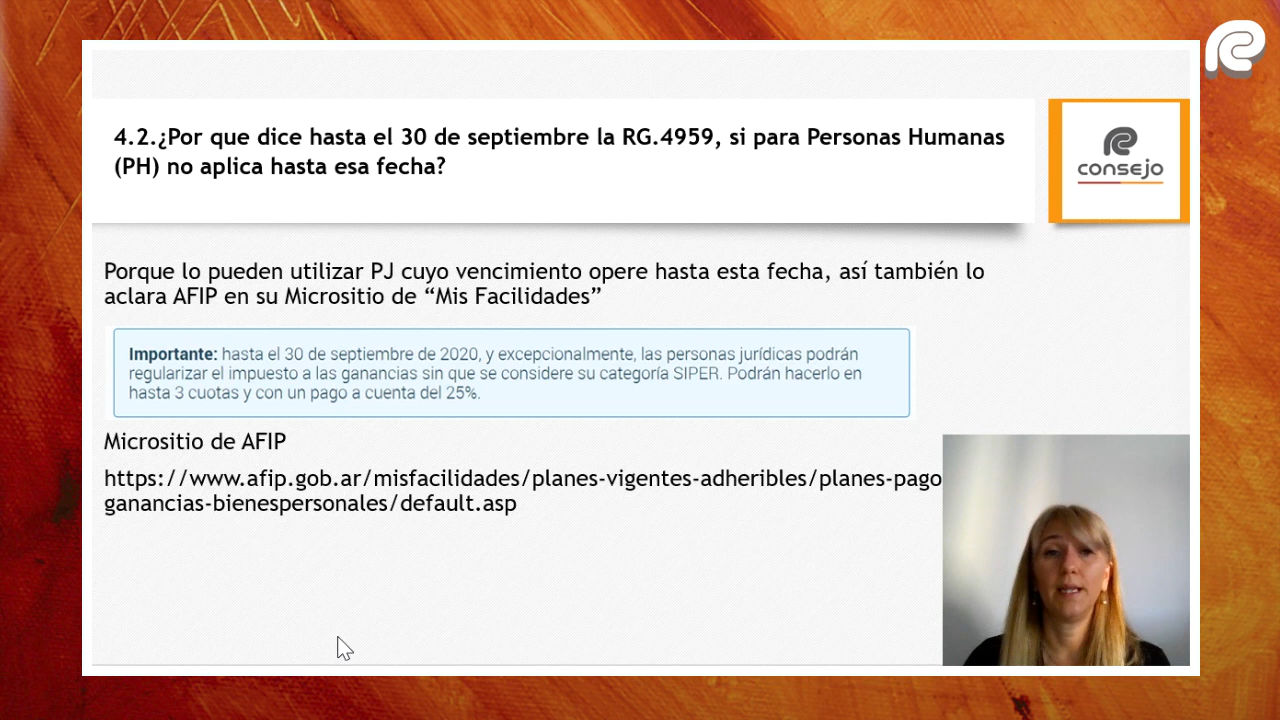 4.2.¿Por que dice hasta el 30 de septiembre la RG.4959, si para Personas Humanas
(PH) no aplica hasta esa fecha?
consejo
Porque lo pueden utilizar PJ cuyo vencimiento opere hasta esta fecha, así también lo
aclara AFIP en su Micrositio de “Mis Facilidades”
Importante: hasta el 30 de septiembre de 2020, y excepcionalmente, las personas jurídicas podrán
regularizar el impuesto a las ganancias sin que se considere su categoría SIPER. Podrán hacerlo en
hasta 3 cuotas y con un pago a cuenta del 25%.
Micrositio de AFIP
https://www.afip.gob.ar/misfacilidades/planes-vigentes-adheribles/planes-pago
ganancias-bienespersonales/default.asp